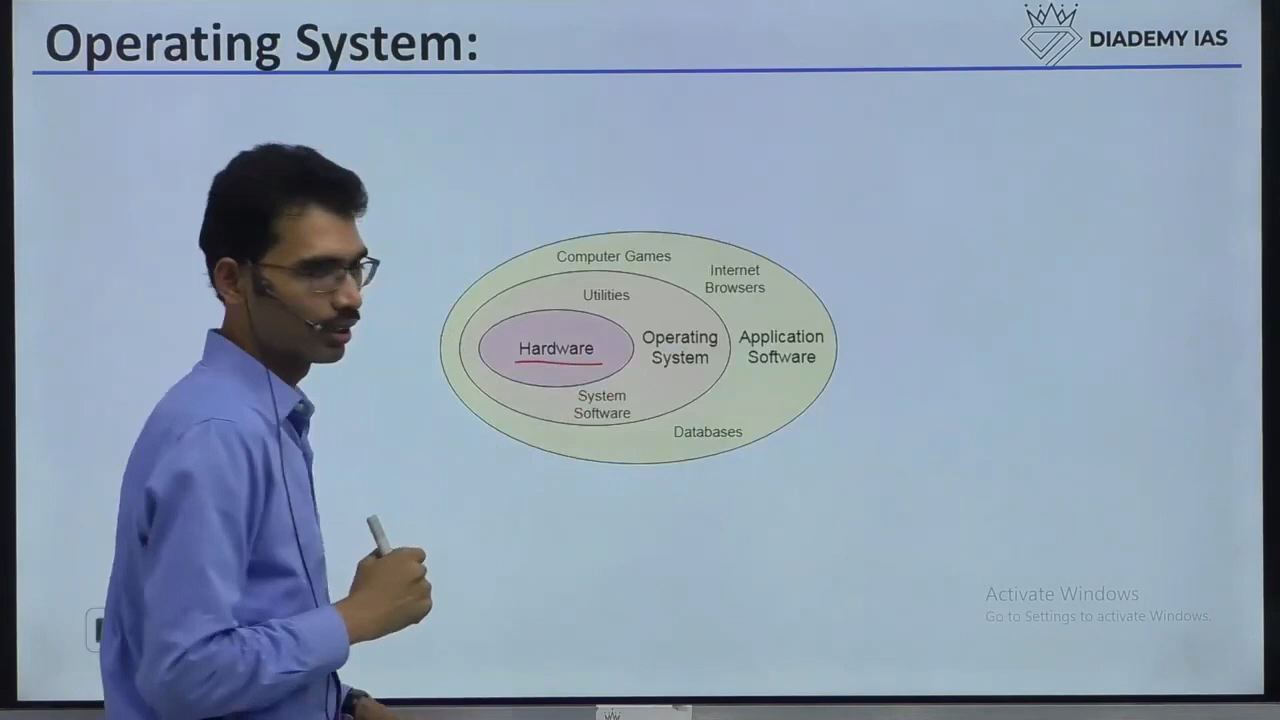 Operating System:
DIADEMY IAS
Computer Games
Internet
Browsers
Utilities
Hardware
Operating
System
Application
Software
System
Software
Databases
Activate Windows
Go to Settings to activate Windows.